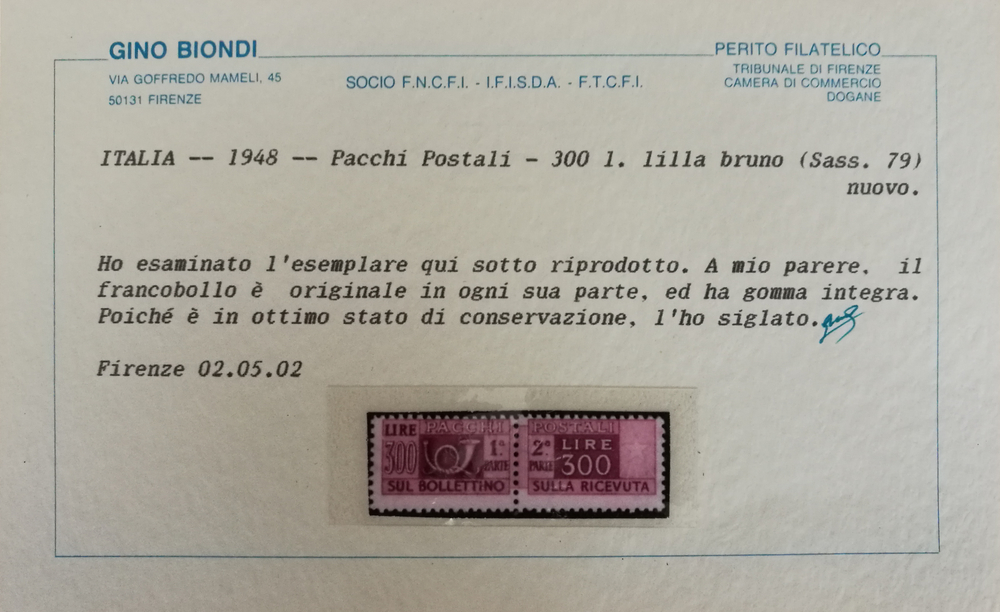 GINO BIONDI
VIA GOFFREDO MAMELI, 45
50131 FIRENZE
SOCIO F.N.C.F.I. - I.F.I.S.D.A. - F.T.C.F.I.
PERITO FILATELICO
TRIBUNALE DI FIRENZE
CAMERA DI COMMERCIO
DOGANE
ITALIA -- 1948 -- Pacchi Postali - 300 l. lilla bruno (Sass. 79)
nuovo.
Ho esaminato l'esemplare qui sotto riprodotto. A mio parere, il
francobollo è originale in ogni sua parte, ed ha gomma integra.
Poiché è in ottimo stato di conservazione, l'ho siglato.
Firenze 02.05.02
LIRE PACCHI
300 1ª
PARTE
SUL BOLLETTINO
POSTALI
2ª LIRE
PARTE 300
SULLA RICEVUTA